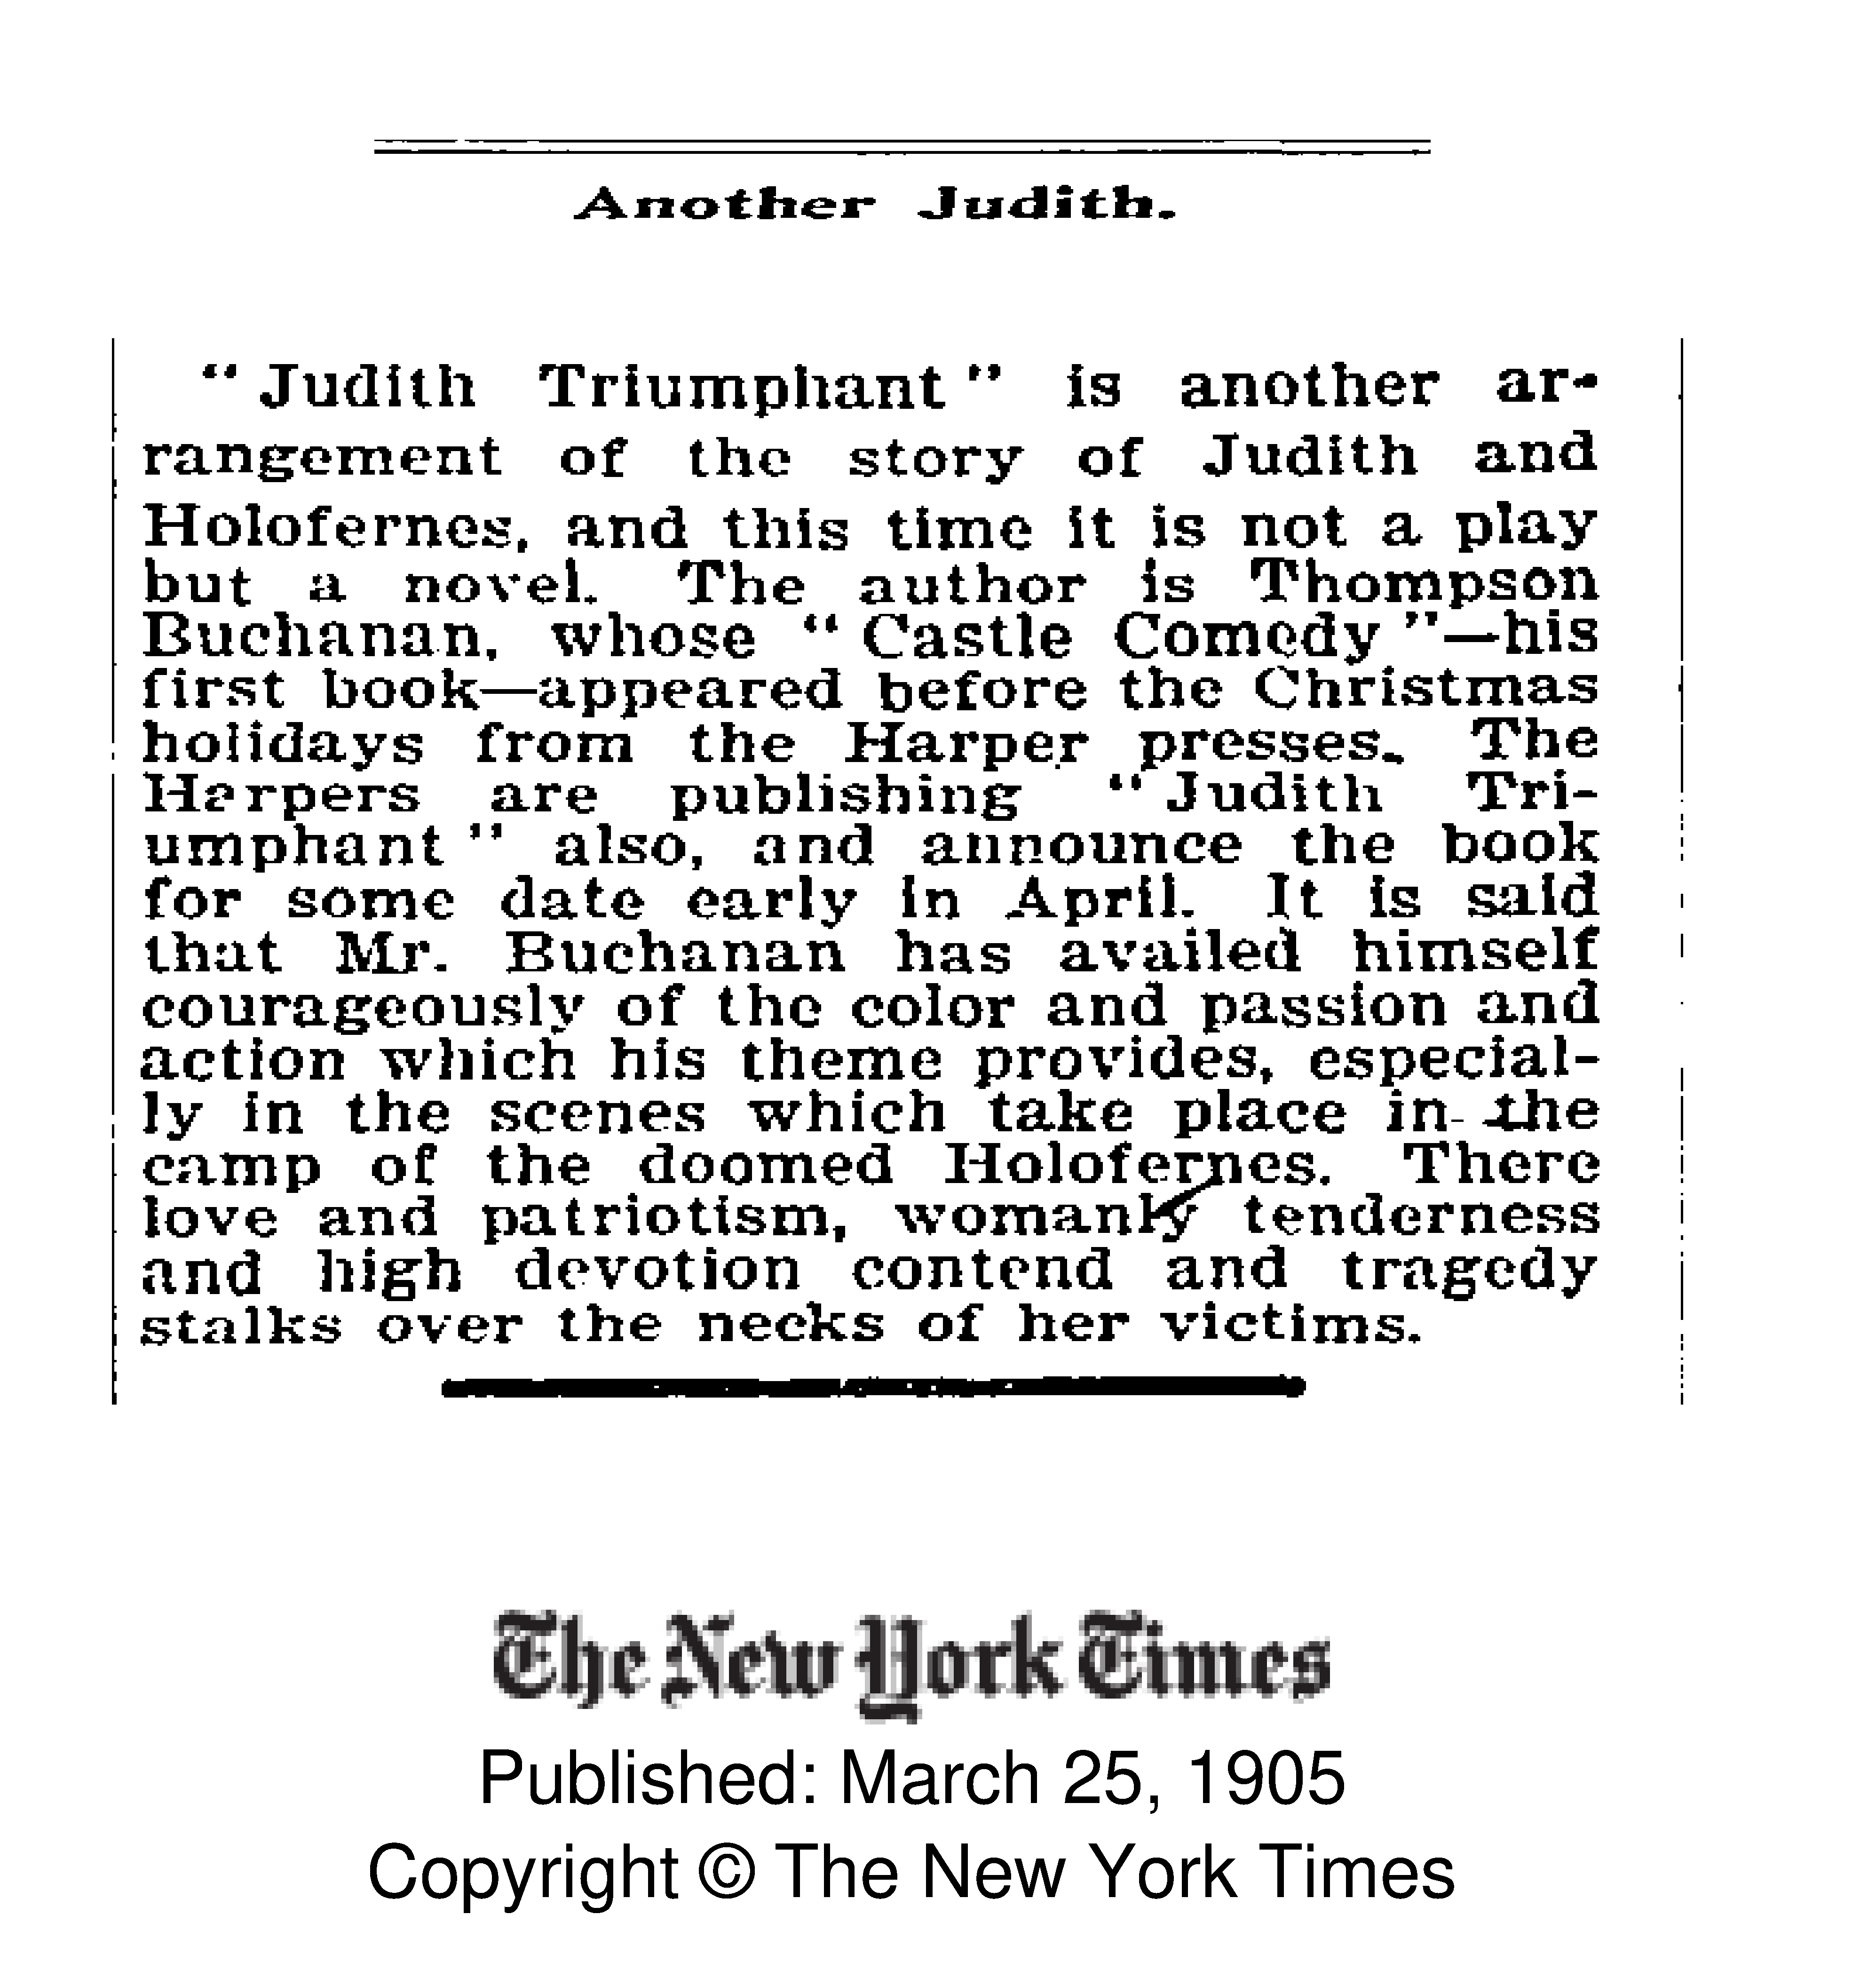 Another Judith.
" Judith Triumphant " is another ar-
rangement of the story of Judith and
Holofernes, and this time it is not a play
but a novel. The author is Thompson
Buchanan, whose " Castle Comedy "—his
first book—appeared before the Christmas
holidays from the Harper presses. The
Harpers are publishing " Judith Tri-
umphant " also, and announce the book
for some date early in April. It is said
that Mr. Buchanan has availed himself
courageously of the color and passion and
action which his theme provides, especial-
ly in the scenes which take place in the
camp of the doomed Holofernes. There
love and patriotism, womanly tenderness
and high devotion contend and tragedy
stalks over the necks of her victims.
The New York Times
Published: March 25, 1905
Copyright © The New York Times